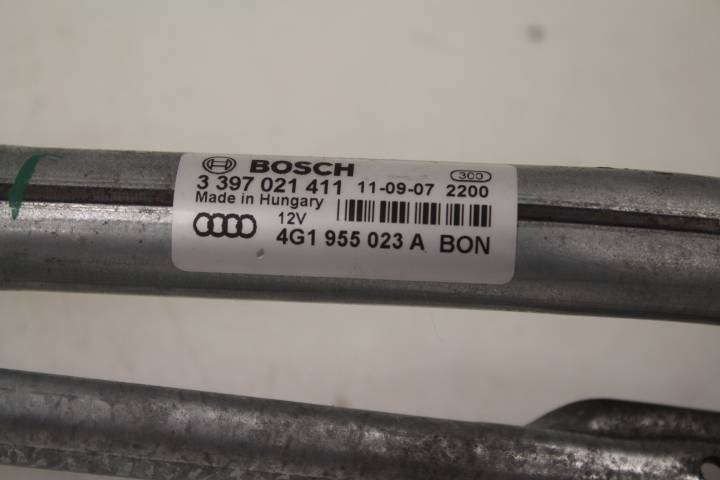 BOSCH 300
3 397 021 411 11-09-07 2200
Made in Hungary
12V
4G1 955 023 A BON